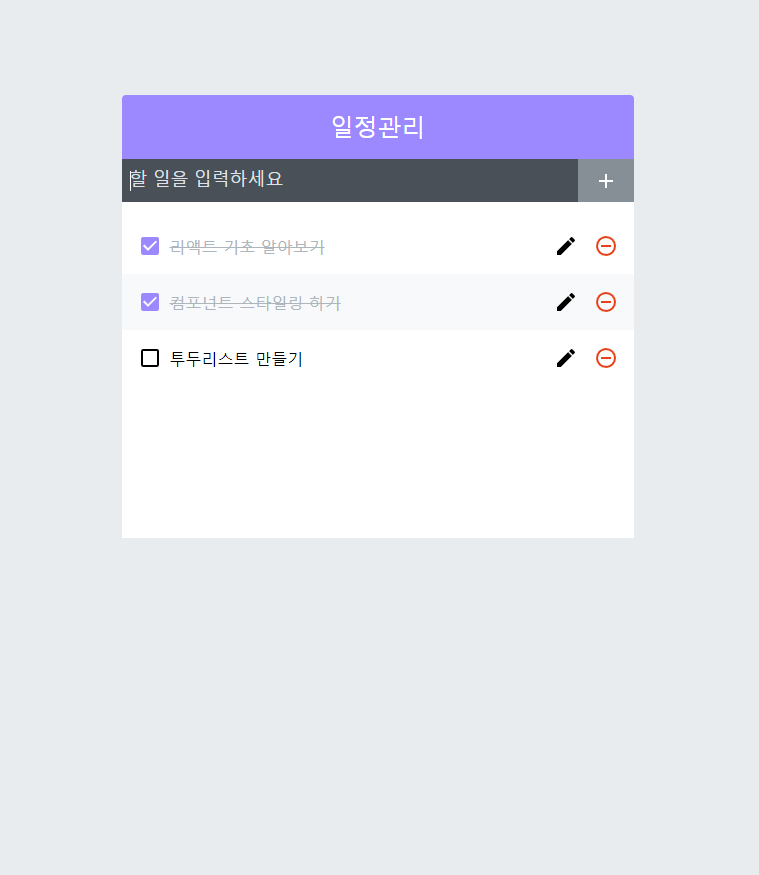 일정관리
할 일을 입력하세요
리액트 기초 알아보기
컴포넌트 스타일링 하기
투두리스트 만들기